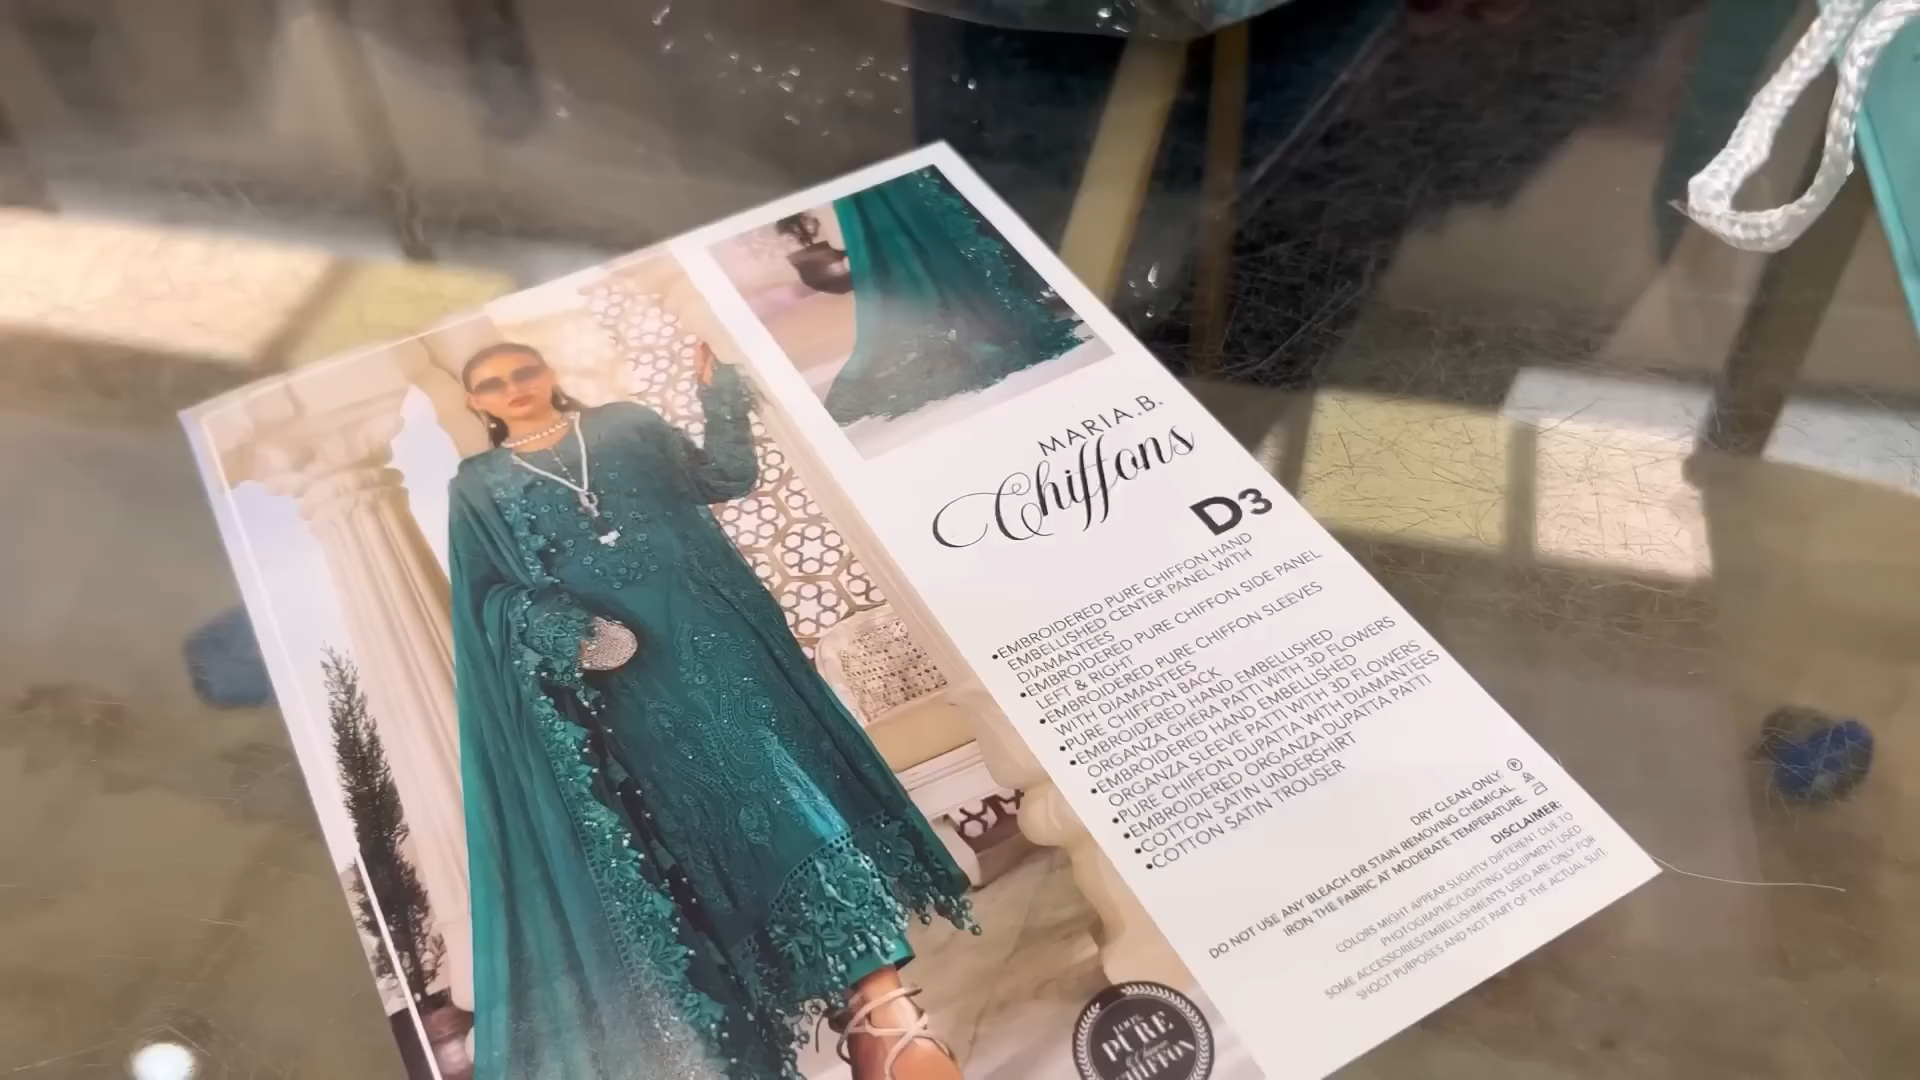 MARIA.B.
Chiffons
D3
•EMBROIDERED PURE CHIFFON HAND
EMBELLISHED CENTER PANEL WITH
DIAMANTEES
•EMBROIDERED PURE CHIFFON SIDE PANEL
LEFT & RIGHT
•EMBROIDERED PURE CHIFFON SLEEVES
WITH DIAMANTEES
•PURE CHIFFON BACK
•EMBROIDERED HAND EMBELLISHED
ORGANZA GHERA PATTI WITH 3D FLOWERS
•EMBROIDERED HAND EMBELLISHED
ORGANZA SLEEVE PATTI WITH 3D FLOWERS
•PURE CHIFFON DUPATTA WITH DIAMANTEES
•EMBROIDERED ORGANZA DUPATTA PATTI
•COTTON SATIN UNDERSHIRT
•COTTON SATIN TROUSER
DRY CLEAN ONLY.
DO NOT USE ANY BLEACH OR STAIN REMOVING CHEMICAL
IRON THE FABRIC AT MODERATE TEMPERATURE.
DISCLAIMER:
COLORS MIGHT APPEAR SLIGHTLY DIFFERENT DUE TO
PHOTOGRAPHIC/LIGHTING EQUIPMENT USED
SOME ACCESSORIES/EMBELLISHMENTS USED ARE ONLY FOR
SHOOT PURPOSES AND NOT PART OF THE ACTUAL SUIT.
100%
PURE
CHIFFON